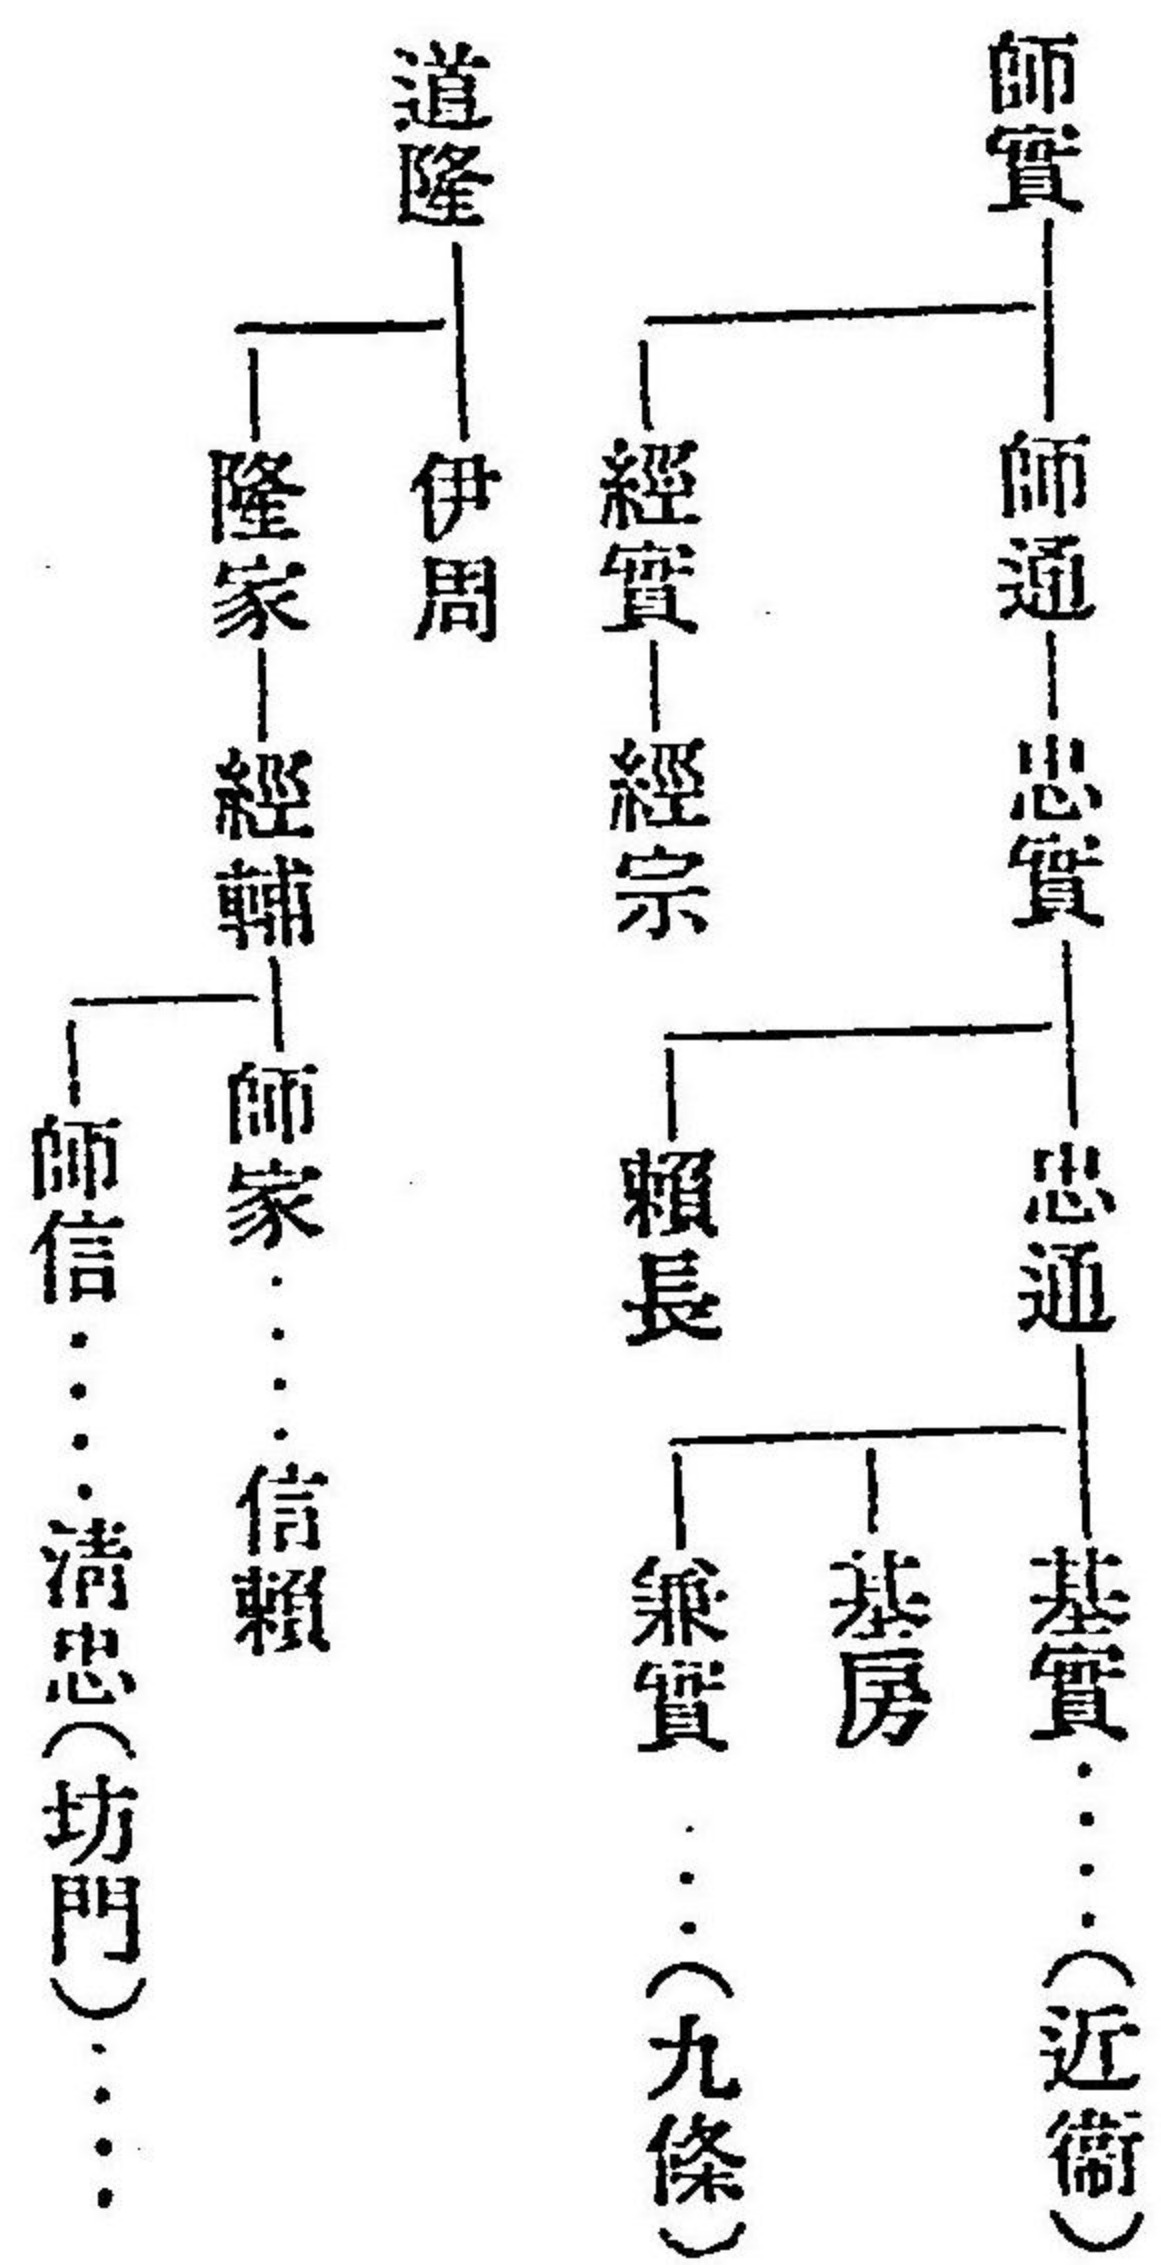 師實
師通
忠實
忠通
基實
(近衞)
基房
兼實
(九條)
賴長
經實
經宗
道隆
伊周
隆家
經輔
師家
信賴
師信
清忠(坊門)